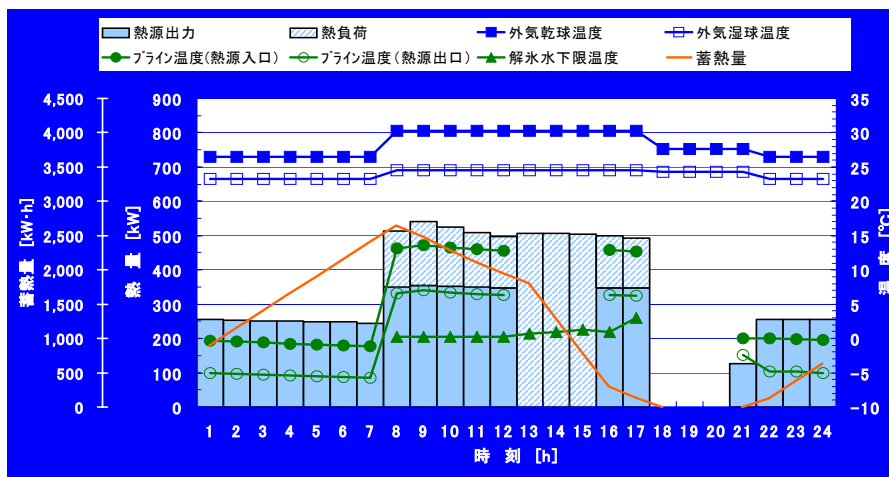 熱源出力 熱負荷 外気乾球温度 外気湿球温度
ブライン温度(熱源入口) ブライン温度(熱源出口) 解氷水下限温度 蓄熱量
4,500 900 35
4,000 800 30
3,500 700 25
3,000 600 20
2,500 500 15
2,000 400 10
1,500 300 5
1,000 200 0
500 100 -5
0 0 -10
蓄熱量 [kW・h]
熱量 [kW]
温度 [℃]
1 2 3 4 5 6 7 8 9 10 11 12 13 14 15 16 17 18 19 20 21 22 23 24
時 刻 [h]